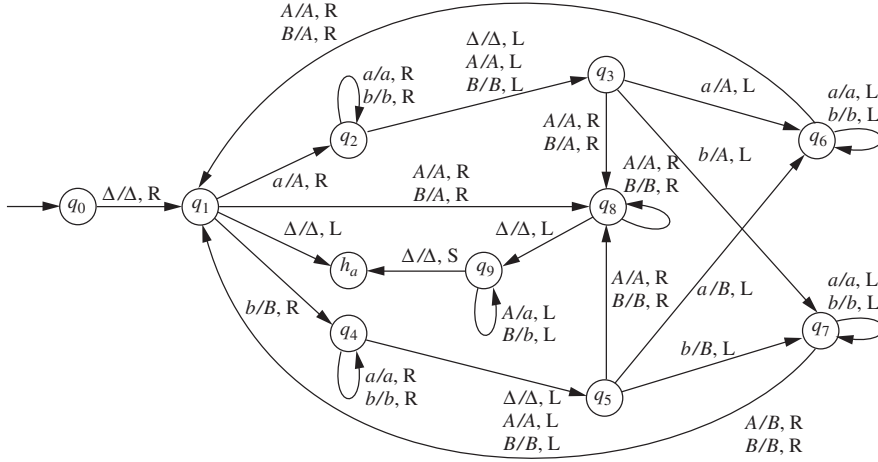 A/A, R
B/A, R
Δ/Δ, L
A/A, L
B/B, L
q3
a/a, R
b/b, R
a/A, L
a/a, L
b/b, L
q2
A/A, R
B/A, R
q6
a/A, R
A/A, R
B/A, R
A/A, R
B/B, R
b/A, L
q0
Δ/Δ, R
q1
q8
Δ/Δ, L
Δ/Δ, L
ha
Δ/Δ, S
q9
A/A, R
B/B, R
a/B, L
a/a, L
b/b, L
b/B, R
A/a, L
B/b, L
q4
q7
b/B, L
a/a, R
b/b, R
q5
Δ/Δ, L
A/A, L
B/B, L
A/B, R
B/B, R